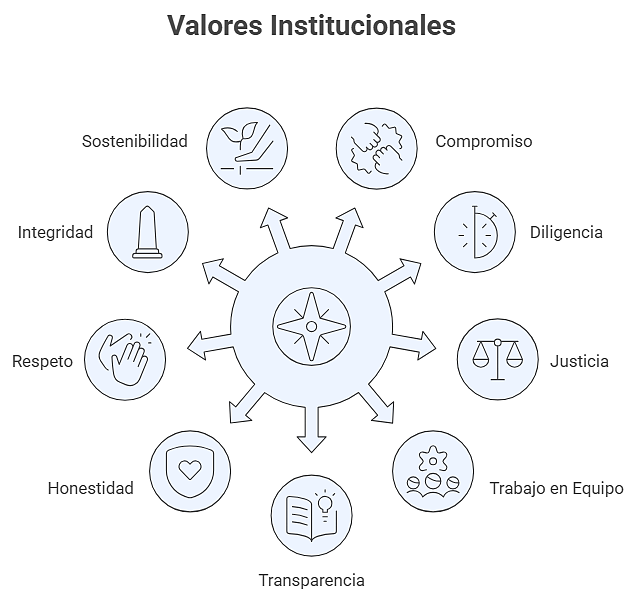 Valores Institucionales
Sostenibilidad
Compromiso
Integridad
Diligencia
Respeto
Justicia
Honestidad
Trabajo en Equipo
Transparencia